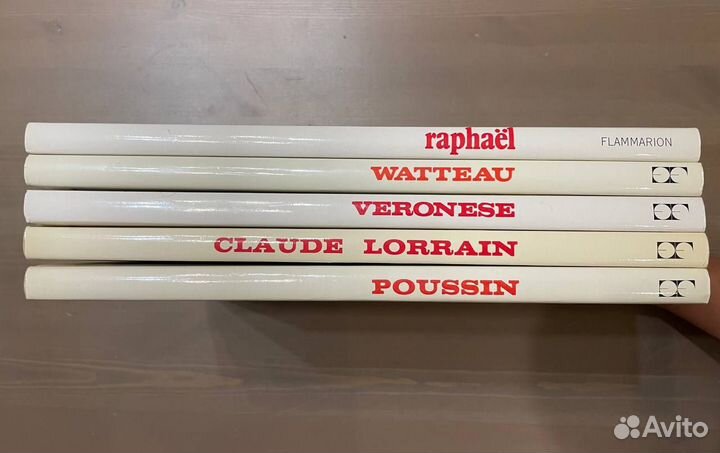 raphaël FLAMMARION
WATTEAU
VERONESE
CLAUDE LORRAIN
POUSSIN
Avito